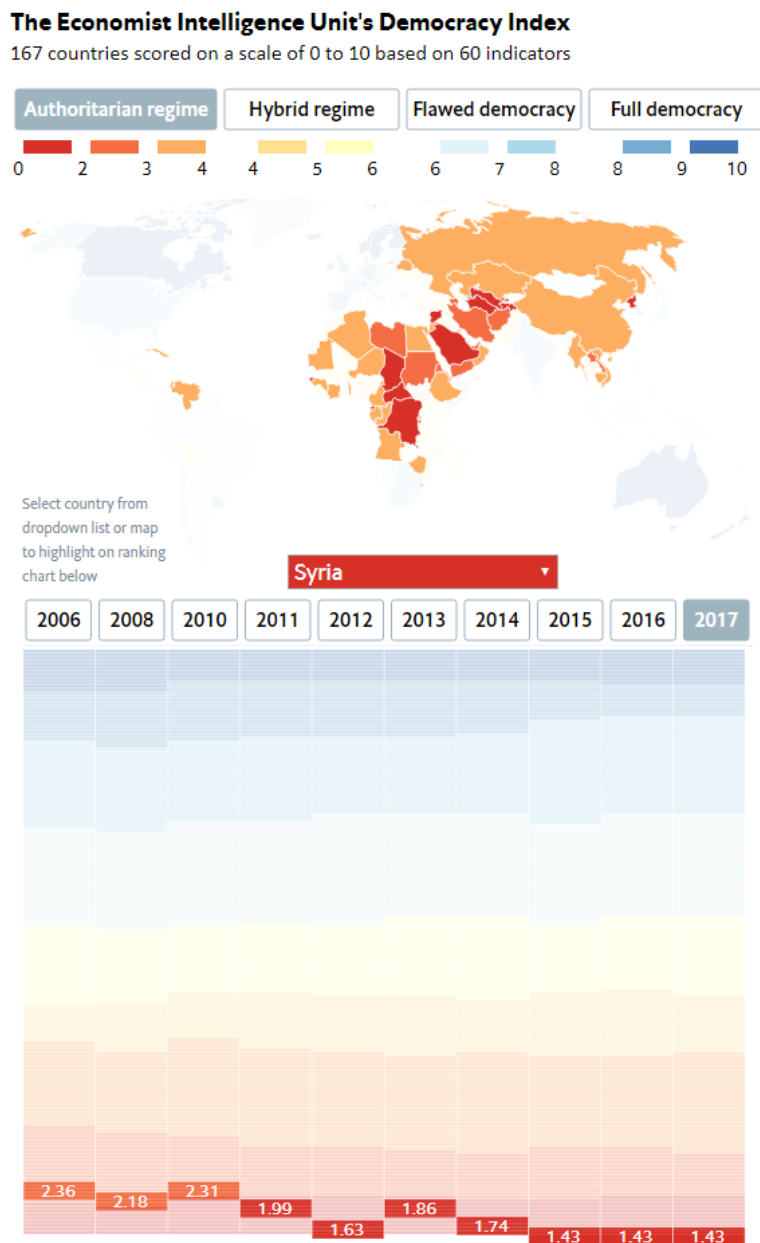 The Economist Intelligence Unit's Democracy Index
167 countries scored on a scale of 0 to 10 based on 60 indicators
Authoritarian regime Hybrid regime Flawed democracy Full democracy
0 2 3 4 4 5 6 6 7 8 8 9 10
Select country from
dropdown list or map
to highlight on ranking
chart below
Syria
2006 2008 2010 2011 2012 2013 2014 2015 2016 2017
2.36 2.18 2.31 1.99 1.63 1.86 1.74 1.43 1.43 1.43